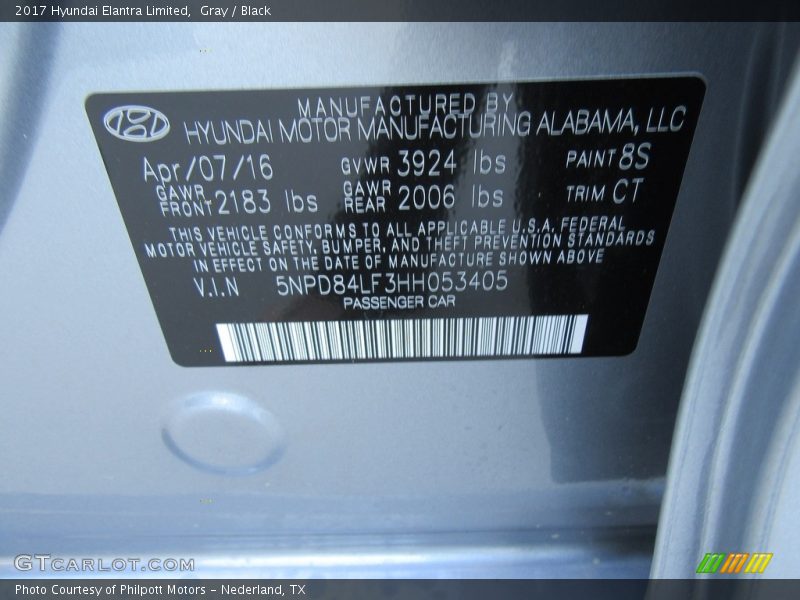 2017 Hyundai Elantra Limited,  Gray / Black
MANUFACTURED BY
HYUNDAI MOTOR MANUFACTURING ALABAMA, LLC
Apr/07/16 GVWR 3924 lbs PAINT 8S
GAWR FRONT 2183 lbs GAWR REAR 2006 lbs TRIM CT
THIS VEHICLE CONFORMS TO ALL APPLICABLE U.S.A. FEDERAL
MOTOR VEHICLE SAFETY, BUMPER, AND THEFT PREVENTION STANDARDS
IN EFFECT ON THE DATE OF MANUFACTURE SHOWN ABOVE
V.I.N 5NPD84LF3HH053405
PASSENGER CAR
GTCARLOT.COM
Photo Courtesy of Philpott Motors - Nederland, TX